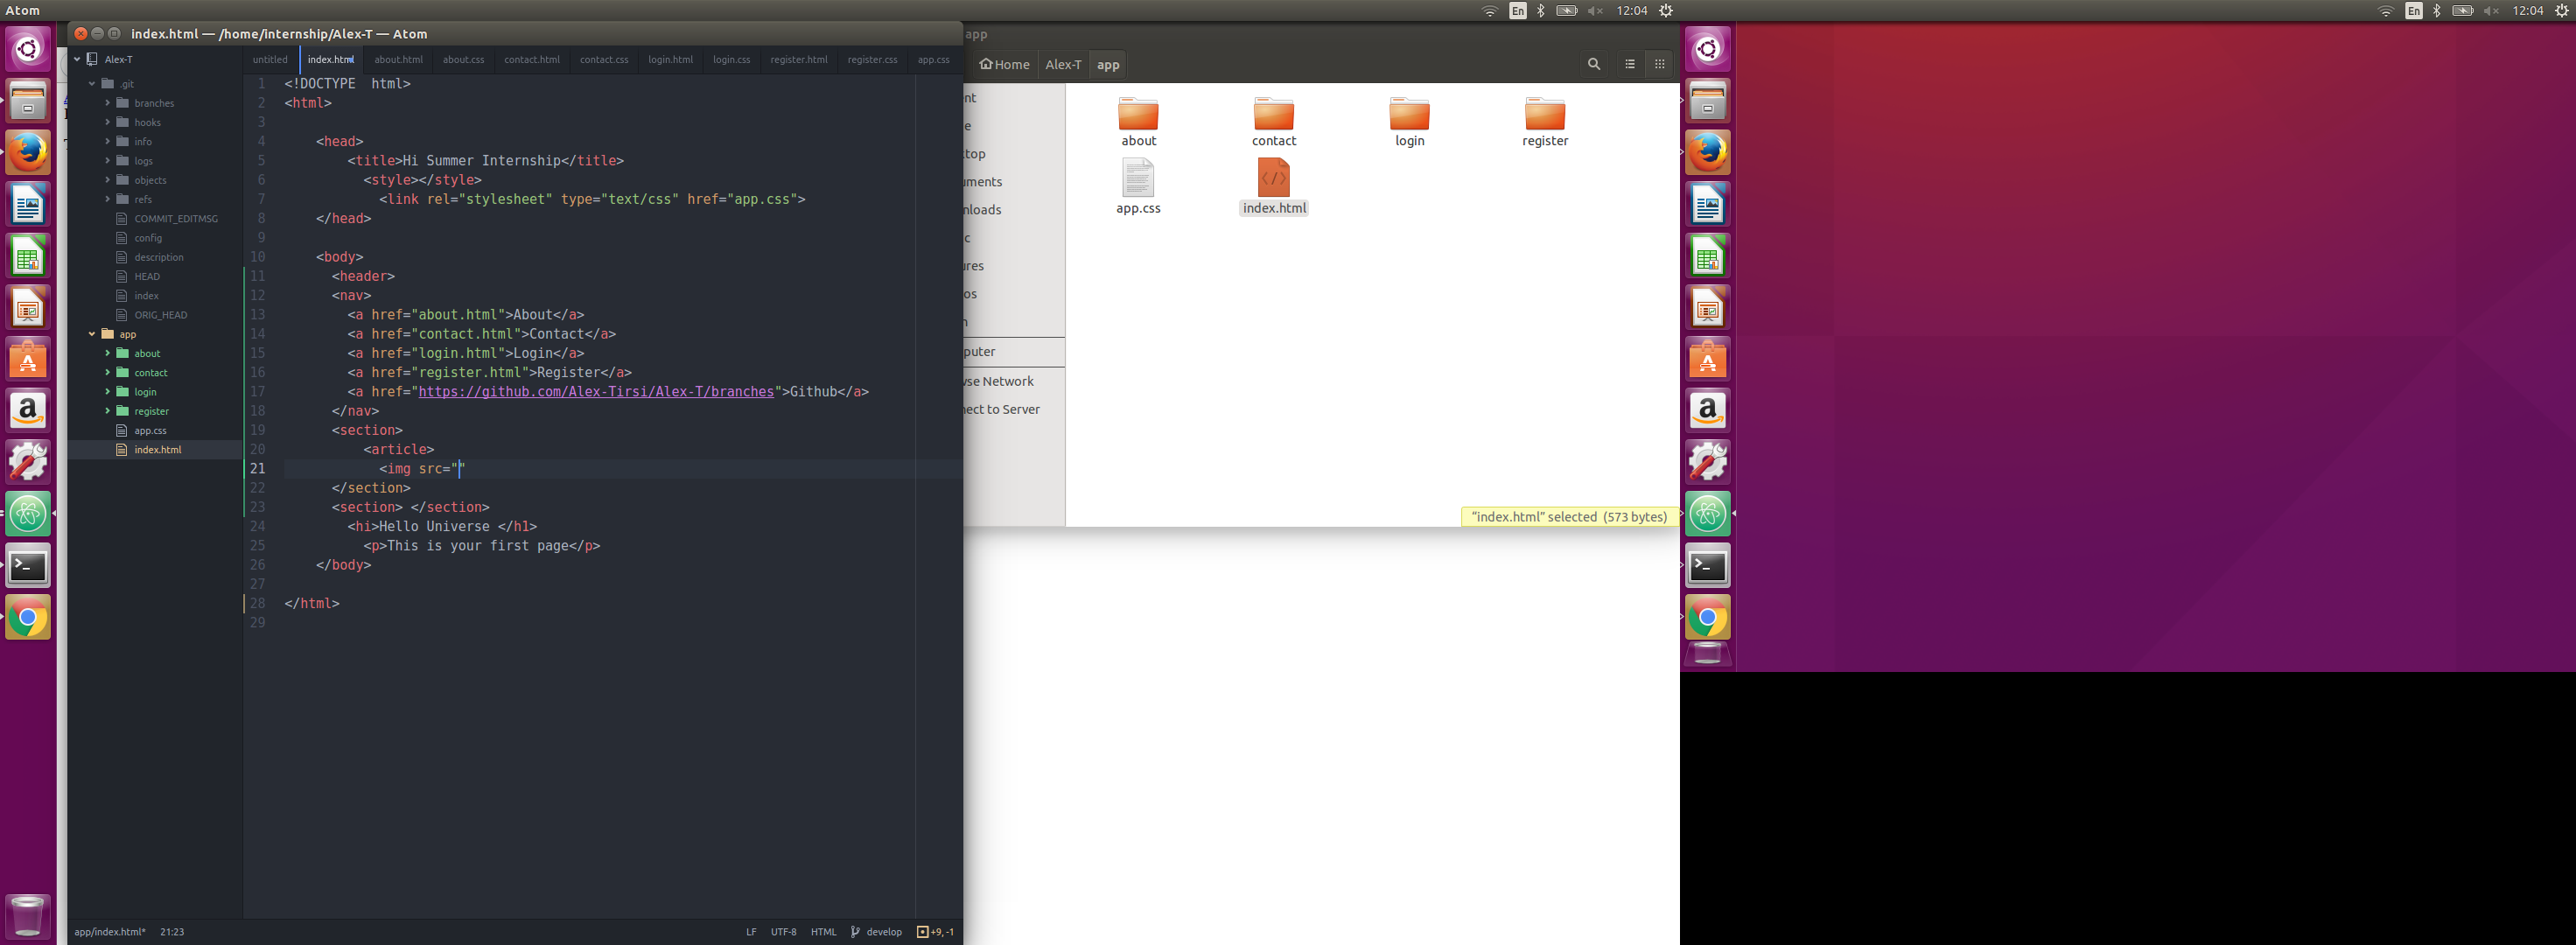 Atom
En
12:04
En
12:04
index.html — /home/internship/Alex-T — Atom
app
Home
Alex-T
app
Alex-T
.git
branches
hooks
info
logs
objects
refs
COMMIT_EDITMSG
config
description
HEAD
index
ORIG_HEAD
app
about
contact
login
register
app.css
index.html
untitled
index.html
about.html
about.css
contact.html
contact.css
login.html
login.css
register.html
register.css
app.css
1 <!DOCTYPE  html>
2 <html>
3
4 <head>
5 <title>Hi Summer Internship</title>
6 <style></style>
7 <link rel="stylesheet" type="text/css" href="app.css">
8 </head>
9
10 <body>
11 <header>
12 <nav>
13 <a href="about.html">About</a>
14 <a href="contact.html">Contact</a>
15 <a href="login.html">Login</a>
16 <a href="register.html">Register</a>
17 <a href="https://github.com/Alex-Tirsi/Alex-T/branches">Github</a>
18 </nav>
19 <section>
20 <article>
21 <img src=""
22 </section>
23 <section> </section>
24 <hi>Hello Universe </h1>
25 <p>This is your first page</p>
26 </body>
27
28 </html>
29
nt
e
top
uments
nloads
c
ures
os
n
puter
wse Network
nect to Server
about
contact
login
register
app.css
index.html
“index.html” selected (573 bytes)
app/index.html*
21:23
LF
UTF-8
HTML
develop
+9, -1